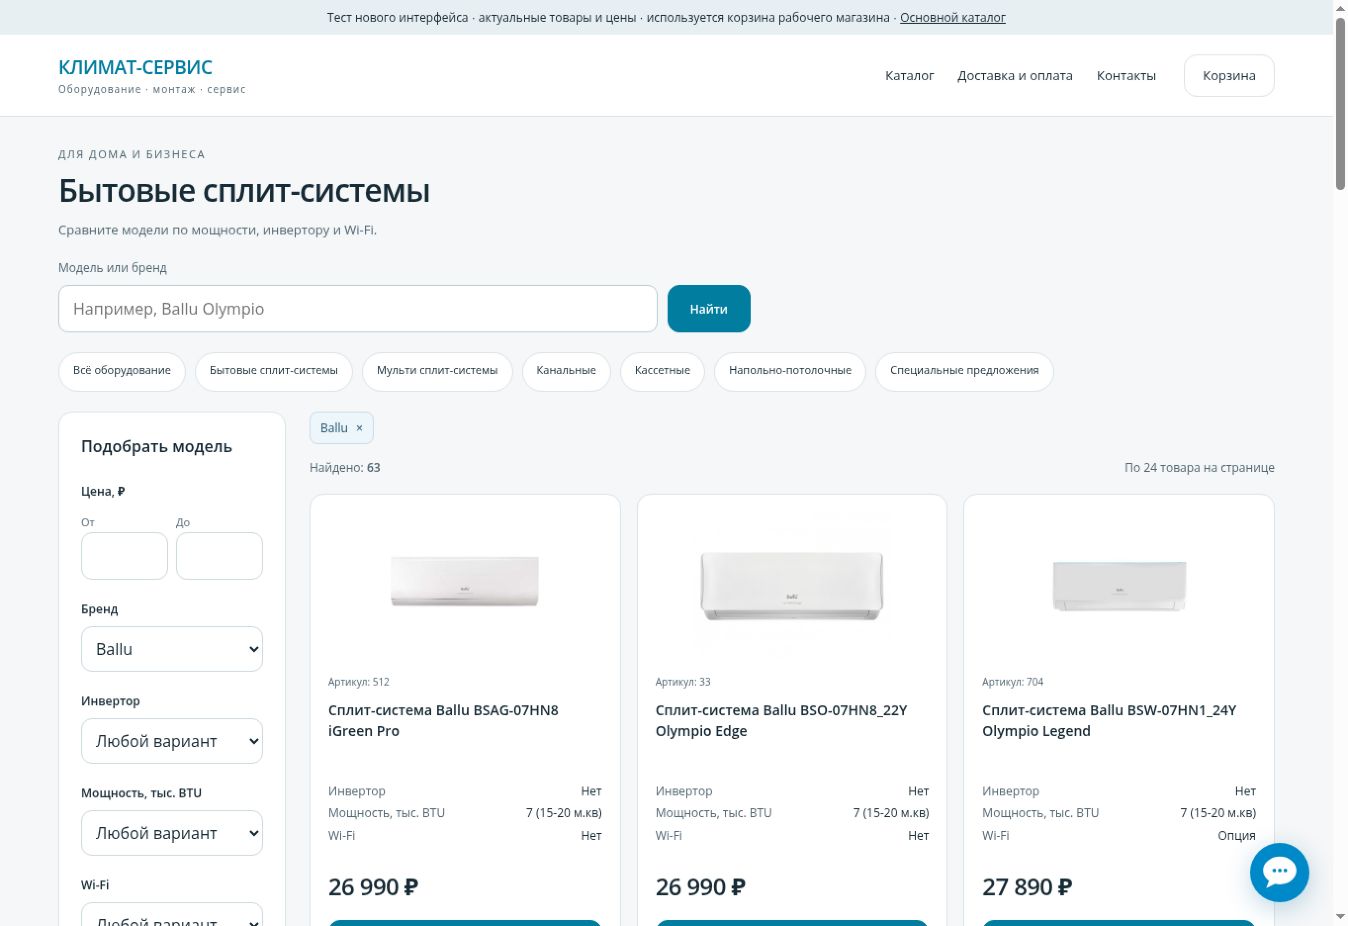 Тест нового интерфейса · актуальные товары и цены · используется корзина рабочего магазина · Основной каталог
КЛИМАТ-СЕРВИС
Оборудование · монтаж · сервис
Каталог
Доставка и оплата
Контакты
Корзина
ДЛЯ ДОМА И БИЗНЕСА
Бытовые сплит-системы
Сравните модели по мощности, инвертору и Wi-Fi.
Модель или бренд
Например, Ballu Olympio
Найти
Всё оборудование
Бытовые сплит-системы
Мульти сплит-системы
Канальные
Кассетные
Напольно-потолочные
Специальные предложения
Подобрать модель
Цена, ₽
От
До
Бренд
Ballu
Инвертор
Любой вариант
Мощность, тыс. BTU
Любой вариант
Wi-Fi
Любой вариант
Ballu ×
Найдено: 63
По 24 товара на странице
Артикул: 512
Сплит-система Ballu BSAG-07HN8
iGreen Pro
Инвертор Нет
Мощность, тыс. BTU 7 (15-20 м.кв)
Wi-Fi Нет
26 990 ₽
Артикул: 33
Сплит-система Ballu BSO-07HN8_22Y
Olympio Edge
Инвертор Нет
Мощность, тыс. BTU 7 (15-20 м.кв)
Wi-Fi Нет
26 990 ₽
Артикул: 704
Сплит-система Ballu BSW-07HN1_24Y
Olympio Legend
Инвертор Нет
Мощность, тыс. BTU 7 (15-20 м.кв)
Wi-Fi Опция
27 890 ₽